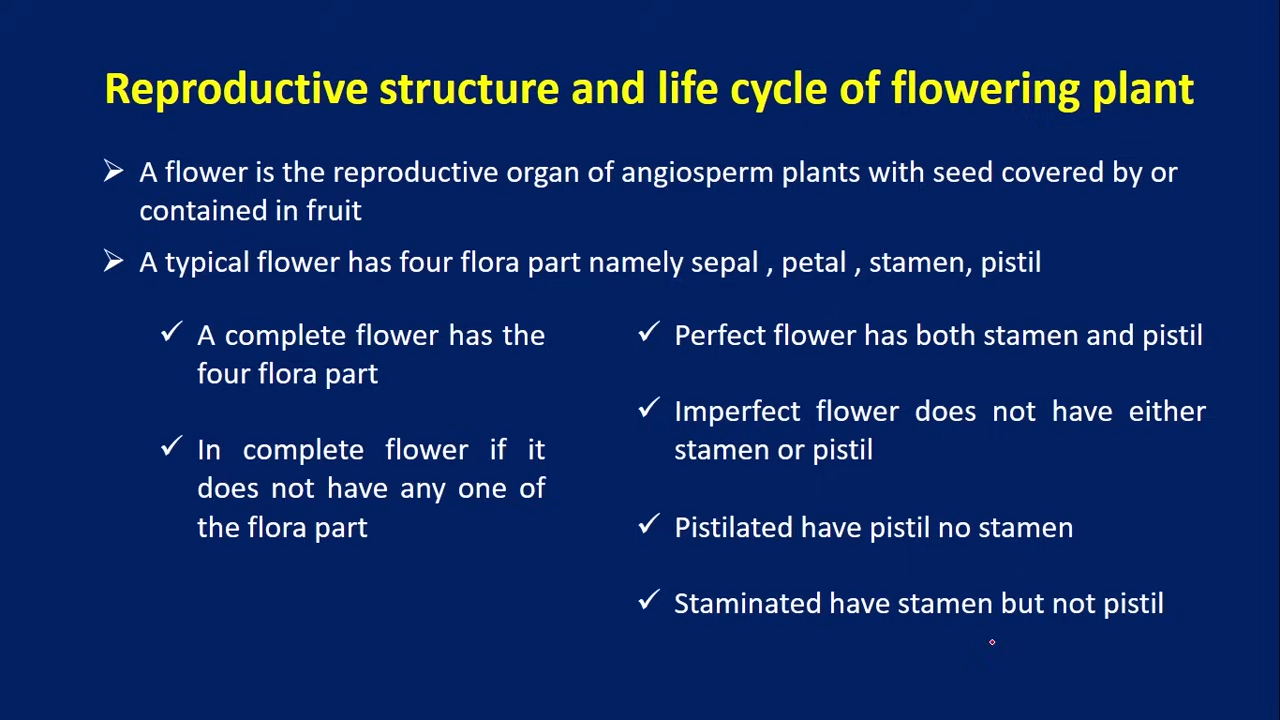 Reproductive structure and life cycle of flowering plant
A flower is the reproductive organ of angiosperm plants with seed covered by or
contained in fruit
A typical flower has four flora part namely sepal , petal , stamen, pistil
A complete flower has the
four flora part
In complete flower if it
does not have any one of
the flora part
Perfect flower has both stamen and pistil
Imperfect flower does not have either
stamen or pistil
Pistilated have pistil no stamen
Staminated have stamen but not pistil